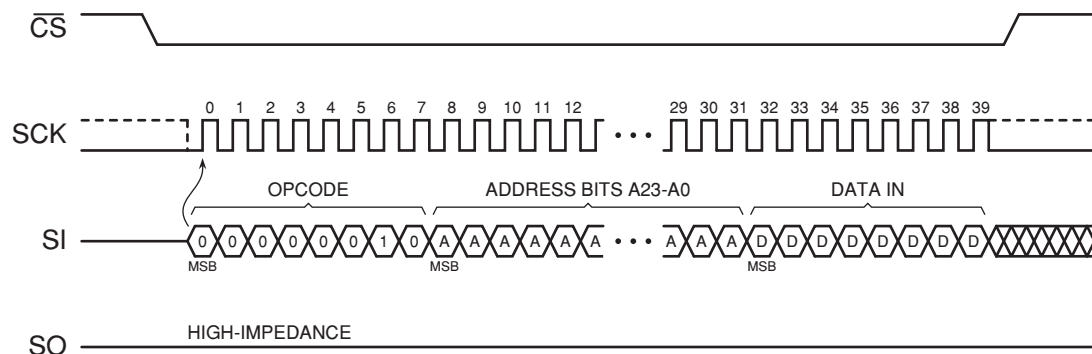 CS
0 1 2 3 4 5 6 7 8 9 10 11 12 29 30 31 32 33 34 35 36 37 38 39
SCK
OPCODE ADDRESS BITS A23-A0 DATA IN
SI 0 0 0 0 0 0 1 0 A A A A A A A A A D D D D D D D D
MSB MSB MSB
HIGH-IMPEDANCE
SO